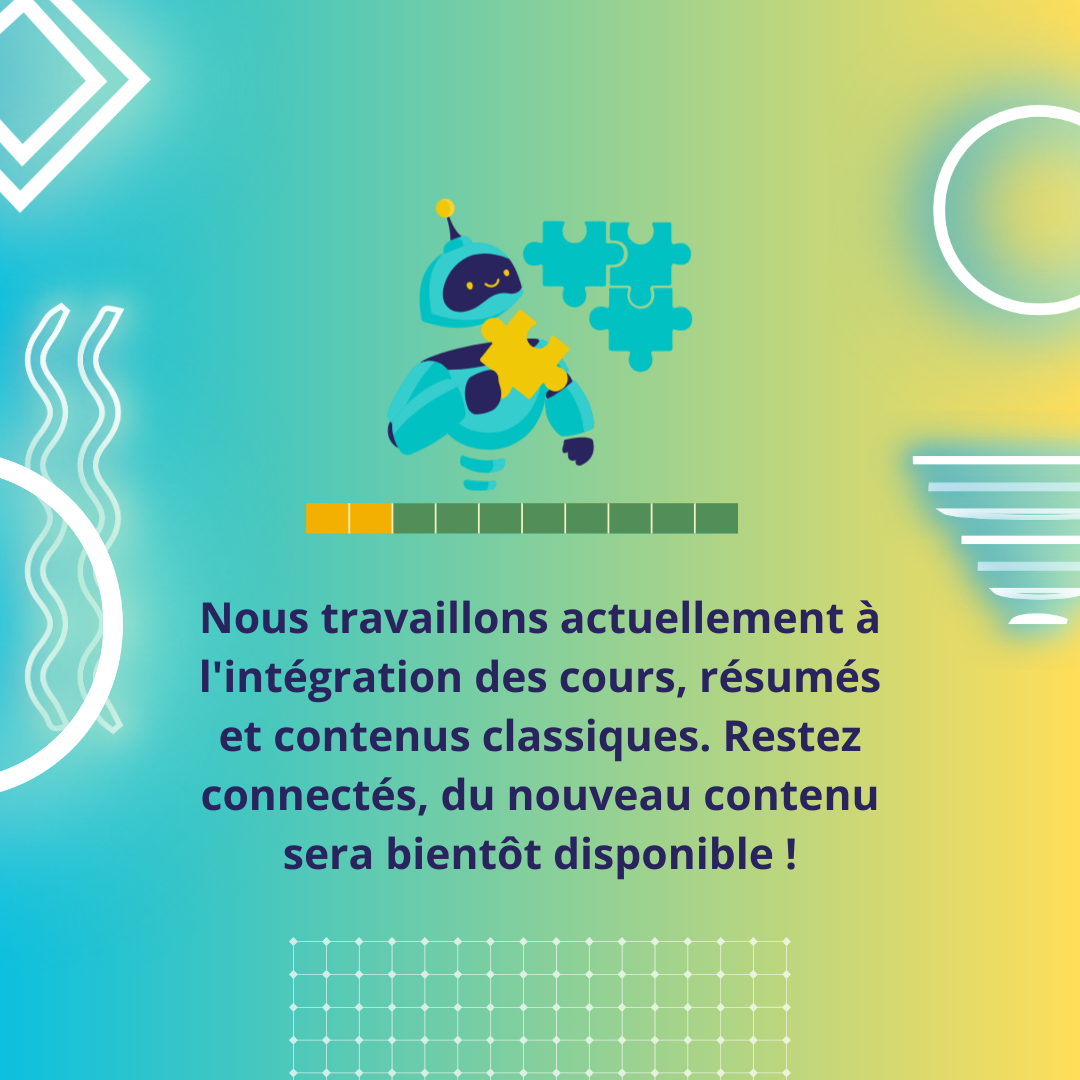 Nous travaillons actuellement à
l'intégration des cours, résumés
et contenus classiques. Restez
connectés, du nouveau contenu
sera bientôt disponible !